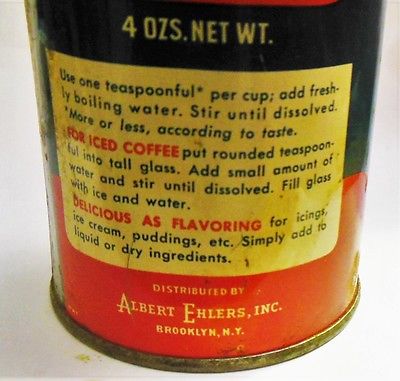 4 OZS. NET WT.
Use one teaspoonful* per cup; add fresh-
ly boiling water. Stir until dissolved.
*More or less, according to taste.
FOR ICED COFFEE put rounded teaspoon-
ful into tall glass. Add small amount of
water and stir until dissolved. Fill glass
with ice and water.
DELICIOUS AS FLAVORING for icings,
ice cream, puddings, etc. Simply add to
liquid or dry ingredients.
DISTRIBUTED BY
ALBERT EHLERS, INC.
BROOKLYN, N.Y.